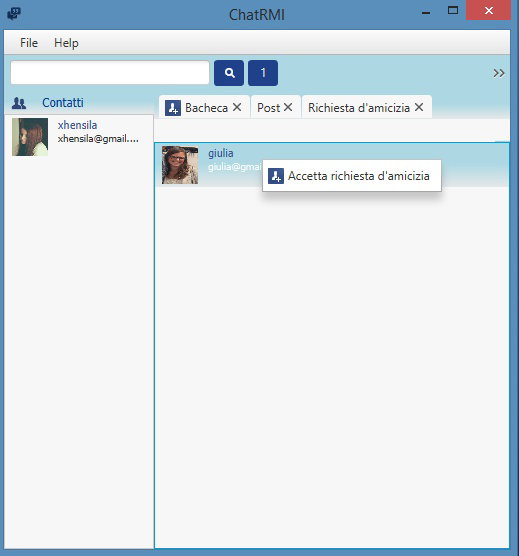 ChatRMI
File Help
1
Contatti
Bacheca Post Richiesta d'amicizia
xhensila
xhensila@gmail....
giulia
giulia@gmai
Accetta richiesta d'amicizia